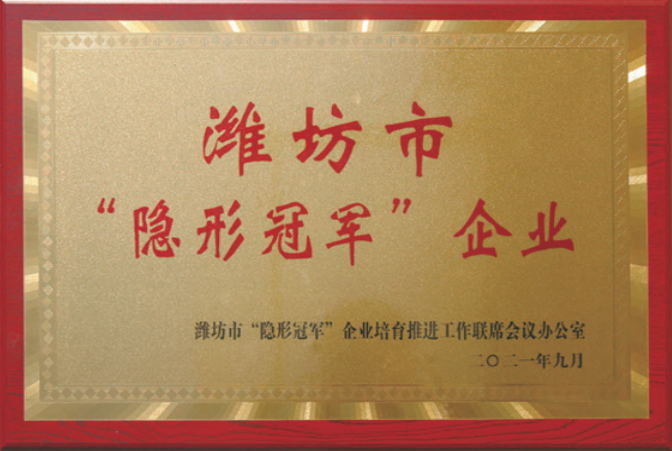 潍坊市
“隐形冠军”企业
潍坊市“隐形冠军”企业培育推进工作联席会议办公室
二〇二一年九月